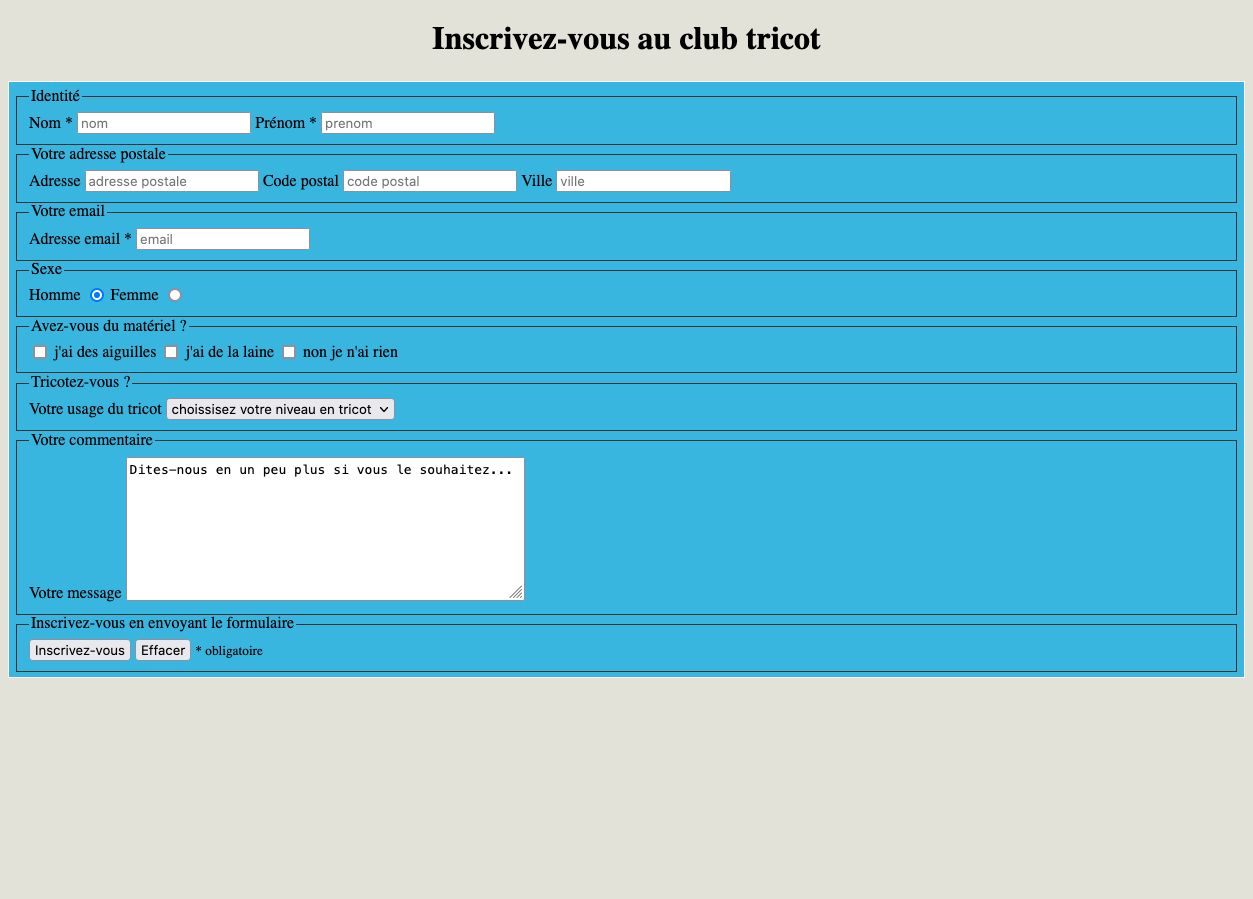 Inscrivez-vous au club tricot
Identité
Nom * nom Prénom * prenom
Votre adresse postale
Adresse adresse postale Code postal code postal Ville ville
Votre email
Adresse email * email
Sexe
Homme Femme
Avez-vous du matériel ?
j'ai des aiguilles j'ai de la laine non je n'ai rien
Tricotez-vous ?
Votre usage du tricot choissisez votre niveau en tricot
Votre commentaire
Dites-nous en un peu plus si vous le souhaitez...
Votre message
Inscrivez-vous en envoyant le formulaire
Inscrivez-vous Effacer * obligatoire